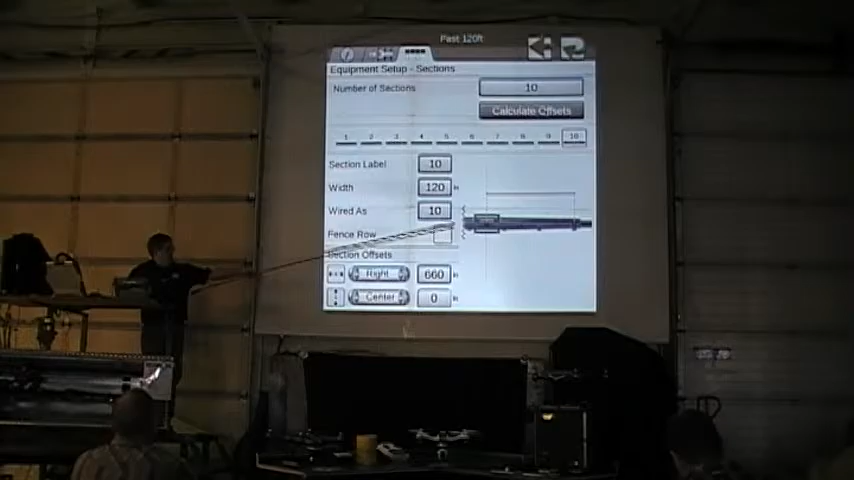 Past 120ft
Equipment Setup - Sections
Number of Sections 10
Calculate Offsets
1 2 3 4 5 6 7 8 9 10
Section Label 10
Width 120 in
Wired As 10
Fence Row
Section Offsets
Right 660 in
Center 0 in